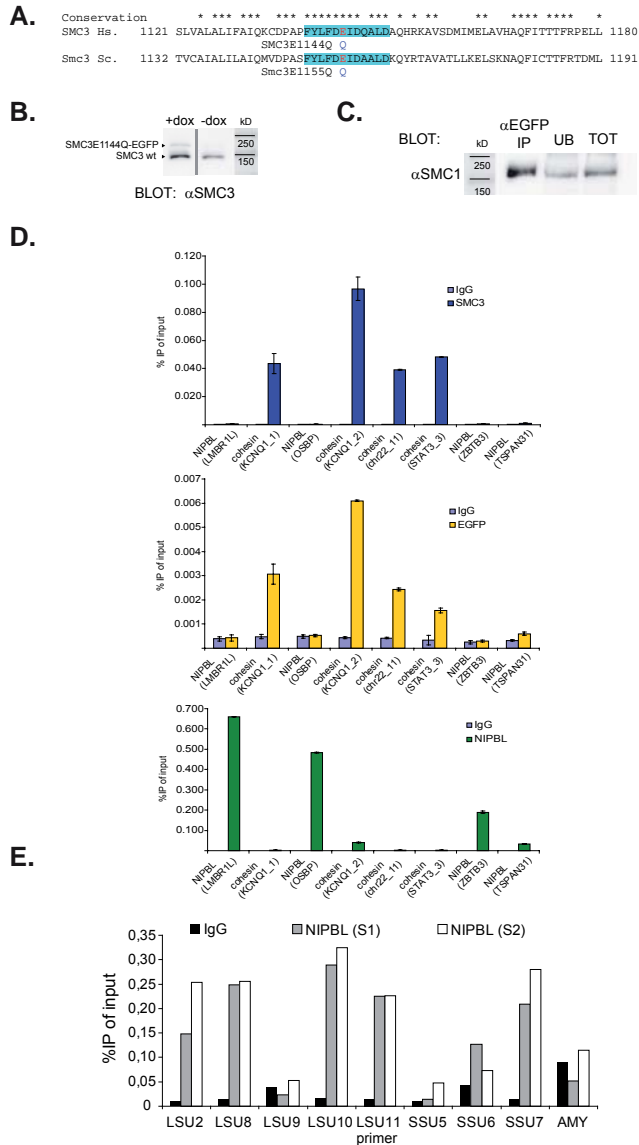 A.
Conservation * *** * * ********* *** * * ** ** * **** *** *
SMC3 Hs. 1121 SLVALALIFAIQKCDPAPFYLFDEIDQALDAQHRKAVSDMIMELAVHAQFITTTFRPELL 1180
SMC3E1144Q Q
Smc3 Sc. 1132 TVCAIALILAIQMVDPASFYLFDEIDAALDKQYRTAVATLLKELSKNAQFICTTFRTDML 1191
Smc3E1155Q Q
B.
+dox -dox kD
SMC3E1144Q-EGFP
SMC3 wt
250
150
BLOT: αSMC3
C.
BLOT: kD αEGFP IP UB TOT
αSMC1
250
150
D.
0.120
0.100
0.080
0.060
0.040
0.020
% IP of input
IgG
SMC3
NIPBL (LMBR1L)
cohesin (KCNQ1_1)
NIPBL (OSBP)
cohesin (KCNQ1_2)
cohesin (chr22_11)
cohesin (STAT3_3)
NIPBL (ZBTB3)
NIPBL (TSPAN31)
0.007
0.006
0.005
0.004
0.003
0.002
0.001
% IP of input
IgG
EGFP
NIPBL (LMBR1L)
cohesin (KCNQ1_1)
NIPBL (OSBP)
cohesin (KCNQ1_2)
cohesin (chr22_11)
cohesin (STAT3_3)
NIPBL (ZBTB3)
NIPBL (TSPAN31)
0.700
0.600
0.500
0.400
0.300
0.200
0.100
%IP of input
IgG
NIPBL
NIPBL (LMBR1L)
cohesin (KCNQ1_1)
NIPBL (OSBP)
cohesin (KCNQ1_2)
cohesin (chr22_11)
cohesin (STAT3_3)
NIPBL (ZBTB3)
NIPBL (TSPAN31)
E.
IgG NIPBL (S1) NIPBL (S2)
0,35
0,30
0,25
0,20
0,15
0,10
0,05
0
%IP of input
LSU2 LSU8 LSU9 LSU10 LSU11 SSU5 SSU6 SSU7 AMY
primer